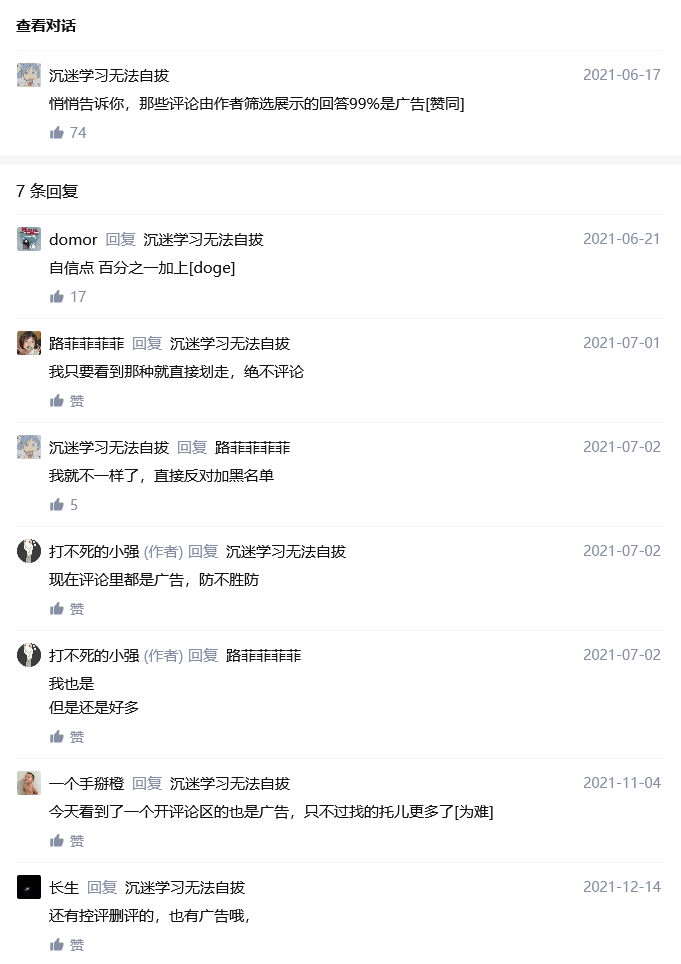 查看对话
沉迷学习无法自拔 2021-06-17
悄悄告诉你，那些评论由作者筛选展示的回答99%是广告[赞同]
74
7 条回复
domor 回复 沉迷学习无法自拔 2021-06-21
自信点 百分之一加上[doge]
17
路菲菲菲菲 回复 沉迷学习无法自拔 2021-07-01
我只要看到那种就直接划走，绝不评论
赞
沉迷学习无法自拔 回复 路菲菲菲菲 2021-07-02
我就不一样了，直接反对加黑名单
5
打不死的小强 (作者) 回复 沉迷学习无法自拔 2021-07-02
现在评论里都是广告，防不胜防
赞
打不死的小强 (作者) 回复 路菲菲菲菲 2021-07-02
我也是
但是还是好多
赞
一个手掰橙 回复 沉迷学习无法自拔 2021-11-04
今天看到了一个开评论区的也是广告，只不过找的托儿更多了[为难]
赞
长生 回复 沉迷学习无法自拔 2021-12-14
还有控评删评的，也有广告哦，
赞